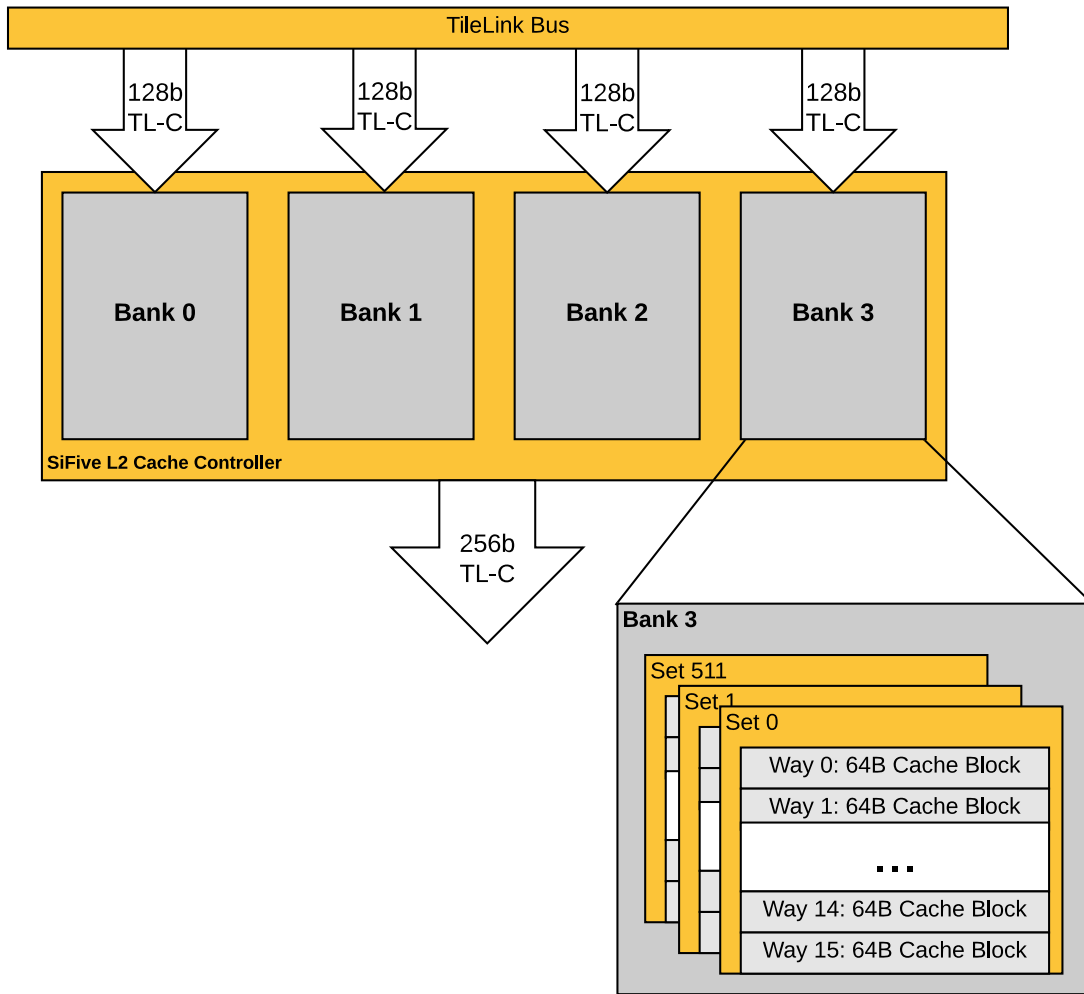 TileLink Bus
128b
TL-C
128b
TL-C
128b
TL-C
128b
TL-C
Bank 0
Bank 1
Bank 2
Bank 3
SiFive L2 Cache Controller
256b
TL-C
Bank 3
Set 511
Set 1
Set 0
Way 0: 64B Cache Block
Way 1: 64B Cache Block
...
Way 14: 64B Cache Block
Way 15: 64B Cache Block